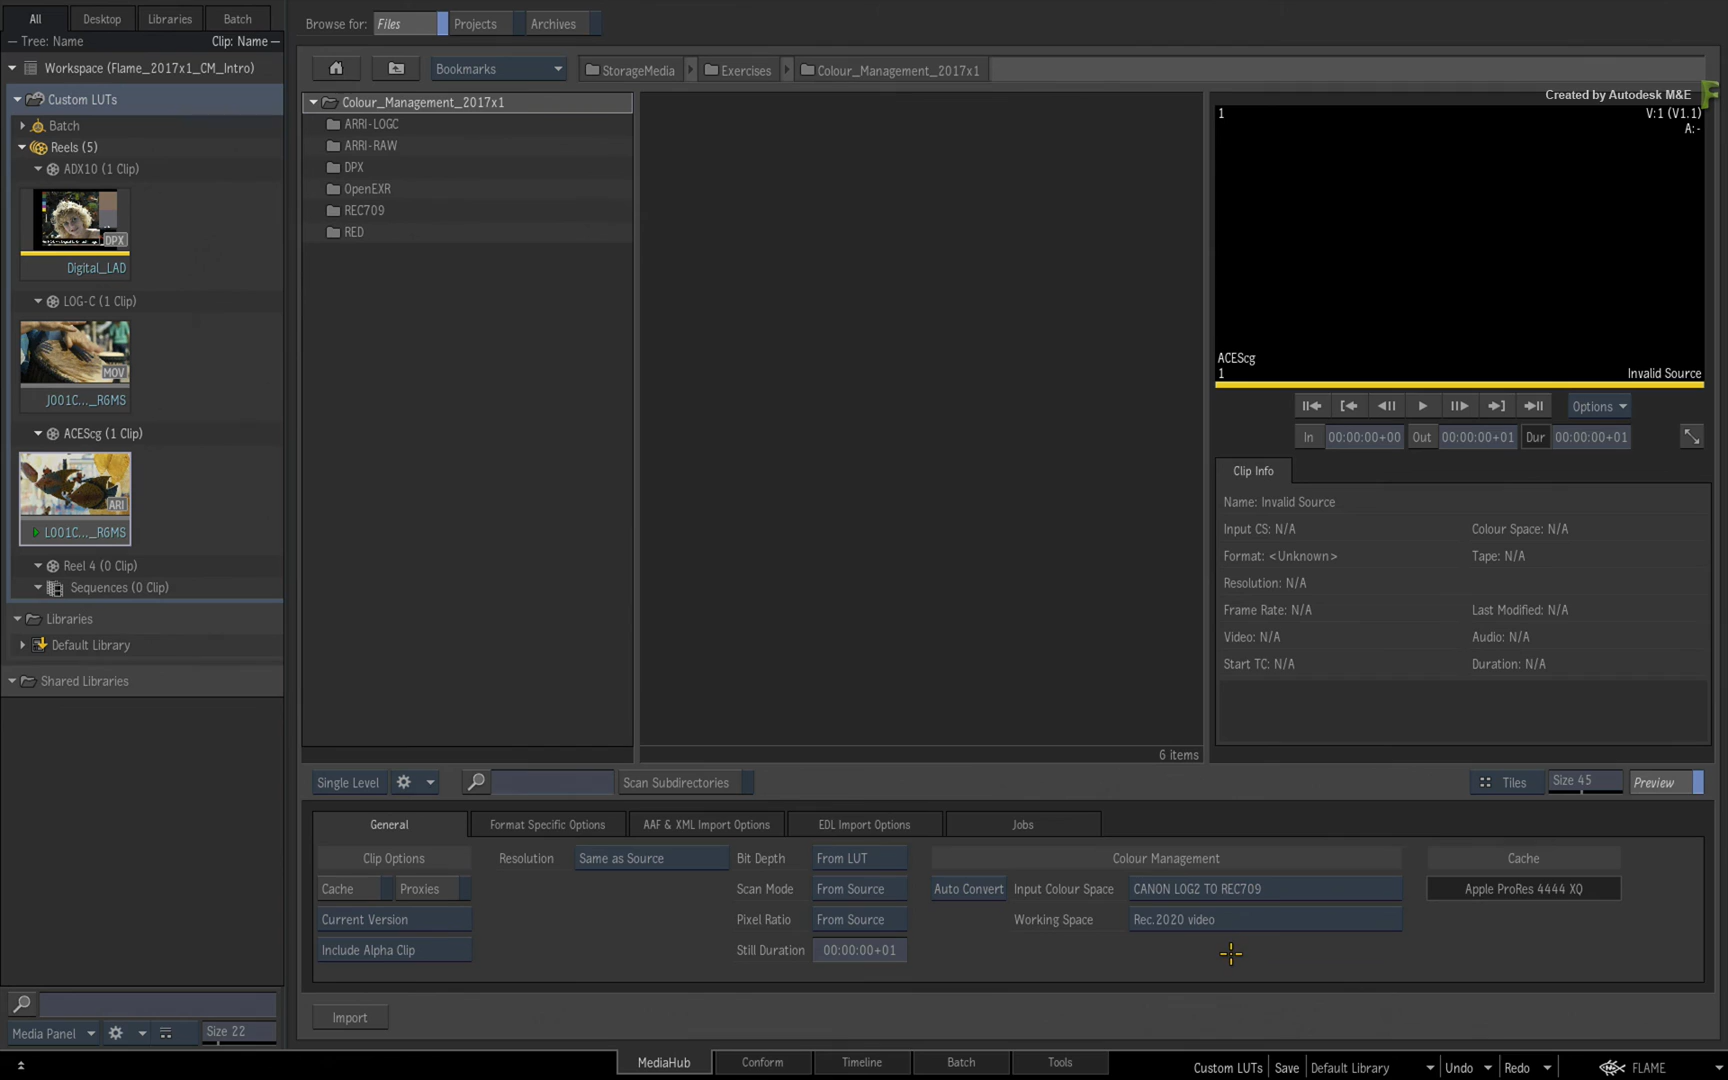 All Desktop Libraries Batch
Tree: Name Clip: Name
Workspace (Flame_2017x1_CM_Intro)
Custom LUTs
Batch
Reels (5)
ADX10 (1 Clip)
DPX
Digital_LAD
LOG-C (1 Clip)
MOV
J001C..._R6MS
ACEScg (1 Clip)
ARI
L001C..._R6MS
Reel 4 (0 Clip)
Sequences (0 Clip)
Libraries
Default Library
Shared Libraries
Media Panel Size 22
Browse for: Files Projects Archives
Bookmarks StorageMedia Exercises Colour_Management_2017x1
Colour_Management_2017x1
ARRI-LOGC
ARRI-RAW
DPX
OpenEXR
REC709
RED
6 items
Created by Autodesk M&E
1 V:1 (V1.1)
A:-
ACEScg
1 Invalid Source
Options
In 00:00:00+00 Out 00:00:00+01 Dur 00:00:00+01
Clip Info
Name: Invalid Source
Input CS: N/A Colour Space: N/A
Format: <Unknown> Tape: N/A
Resolution: N/A
Frame Rate: N/A Last Modified: N/A
Video: N/A Audio: N/A
Start TC: N/A Duration: N/A
Single Level Scan Subdirectories Tiles Size 45 Preview
General Format Specific Options AAF & XML Import Options EDL Import Options Jobs
Clip Options Resolution Same as Source Bit Depth From LUT Colour Management Cache
Cache Proxies Scan Mode From Source Auto Convert Input Colour Space CANON LOG2 TO REC709 Apple ProRes 4444 XQ
Current Version Pixel Ratio From Source Working Space Rec.2020 video
Include Alpha Clip Still Duration 00:00:00+01
Import
MediaHub Conform Timeline Batch Tools
Custom LUTs Save Default Library Undo Redo FLAME